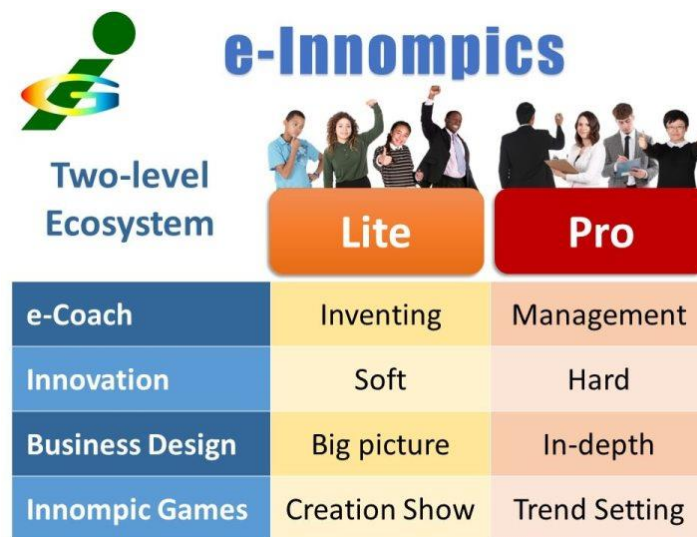 e-Innompics
Two-level
Ecosystem
Lite
Pro
e-Coach Inventing Management
Innovation Soft Hard
Business Design Big picture In-depth
Innompic Games Creation Show Trend Setting